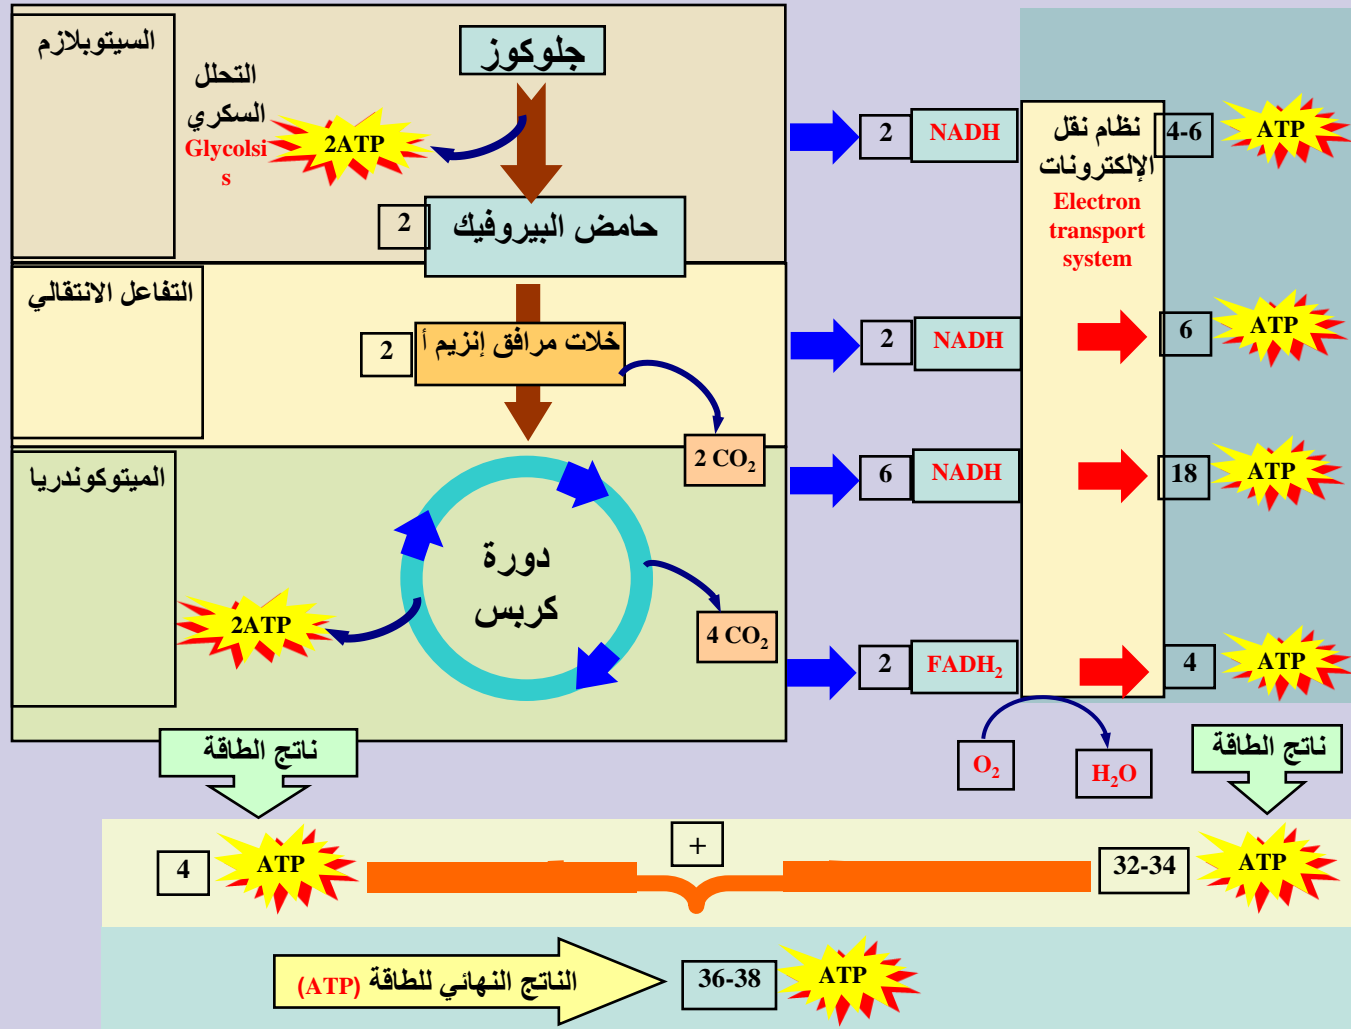 السيتوبلازم
التحلل
السكري
Glycolsi
s
2ATP
جلوكوز
2
حامض البيروفيك
2
NADH
نظام نقل
الإلكترونات
Electron
transport
system
4-6
ATP
التفاعل الانتقالي
2
خلات مرافق إنزيم أ
2 CO₂
2
NADH
6
ATP
الميتوكوندريا
دورة
كربس
2ATP
4 CO₂
6
NADH
18
ATP
2
FADH₂
4
ATP
O₂
H₂O
ناتج الطاقة
ناتج الطاقة
4
ATP
+
32-34
ATP
الناتج النهائي للطاقة (ATP)
36-38
ATP